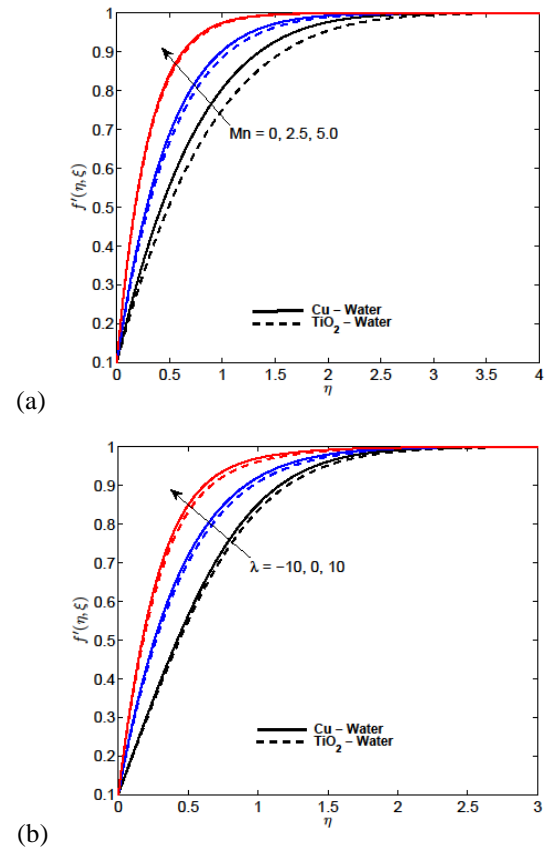 1
0.9
0.8
0.7
0.6
0.5
0.4
0.3
0.2
0.1
f′(η, ξ)
Mn = 0, 2.5, 5.0
Cu – Water
TiO₂ – Water
0 0.5 1 1.5 2 2.5 3 3.5 4
η
(a)
1
0.9
0.8
0.7
0.6
0.5
0.4
0.3
0.2
0.1
f′(η, ξ)
λ = −10, 0, 10
Cu – Water
TiO₂ – Water
0 0.5 1 1.5 2 2.5 3
η
(b)